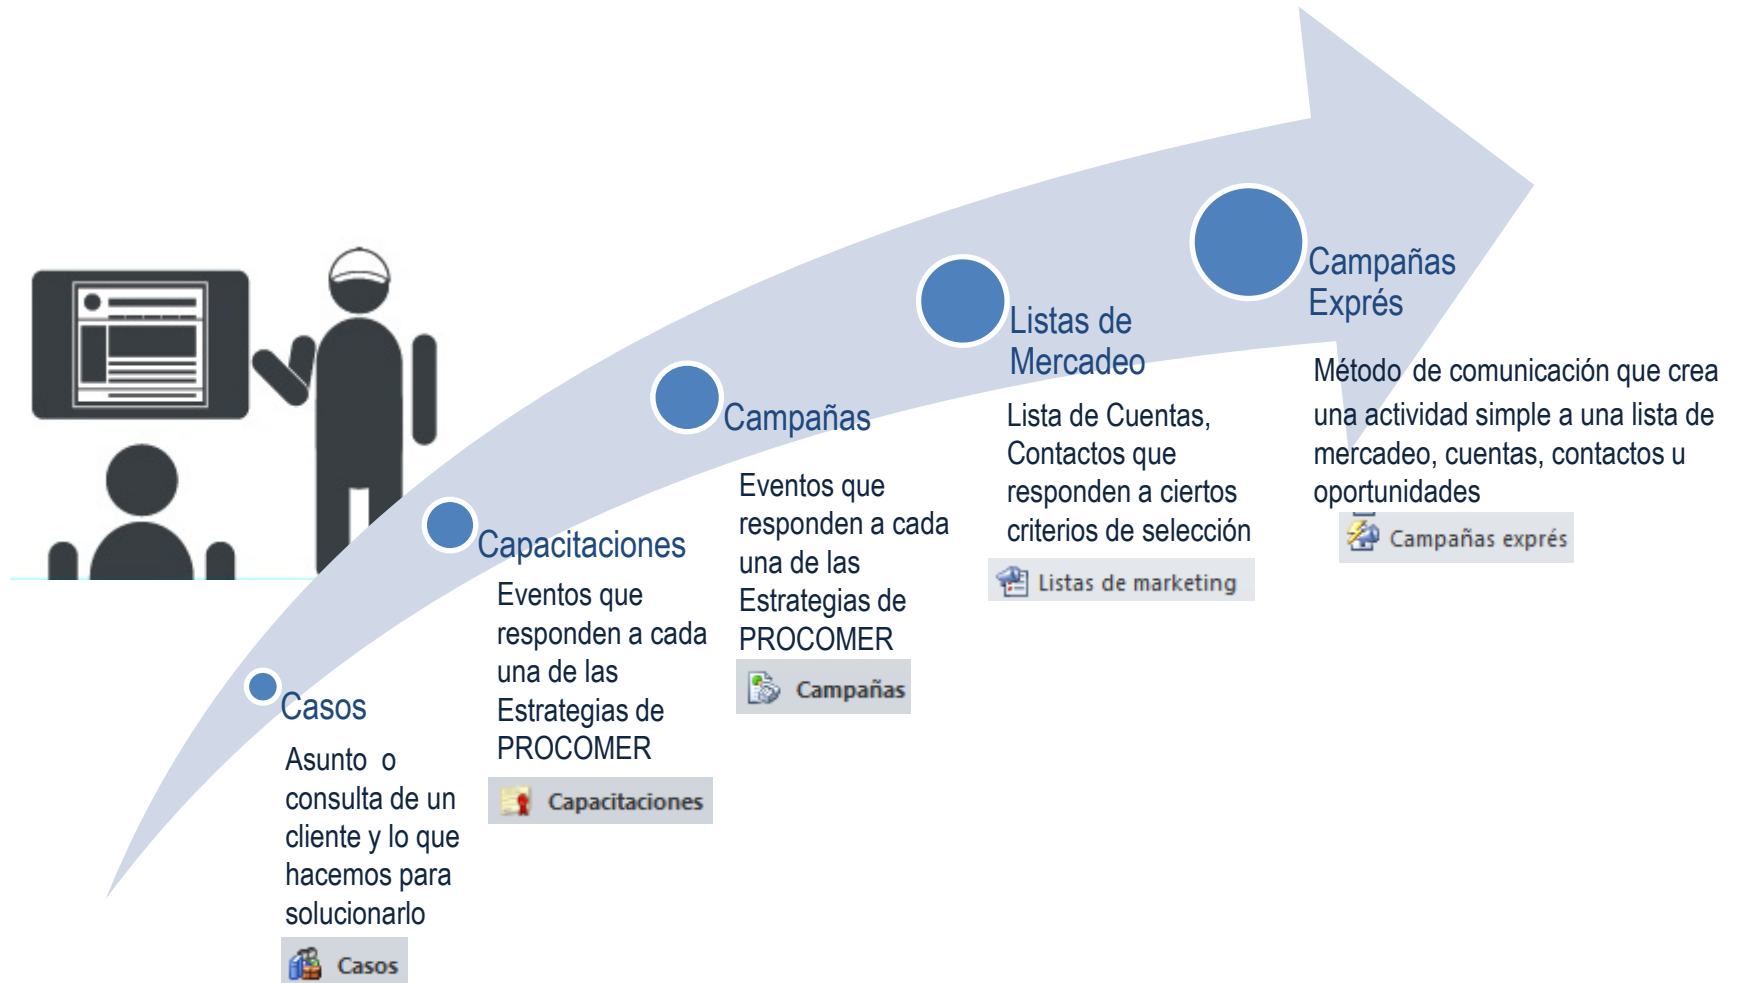 Casos
Asunto o
consulta de un
cliente y lo que
hacemos para
solucionarlo
Casos
Capacitaciones
Eventos que
responden a cada
una de las
Estrategias de
PROCOMER
Capacitaciones
Campañas
Eventos que
responden a cada
una de las
Estrategias de
PROCOMER
Campañas
Listas de
Mercadeo
Lista de Cuentas,
Contactos que
responden a ciertos
criterios de selección
Listas de marketing
Campañas
Exprés
Método de comunicación que crea
una actividad simple a una lista de
mercadeo, cuentas, contactos u
oportunidades
Campañas exprés